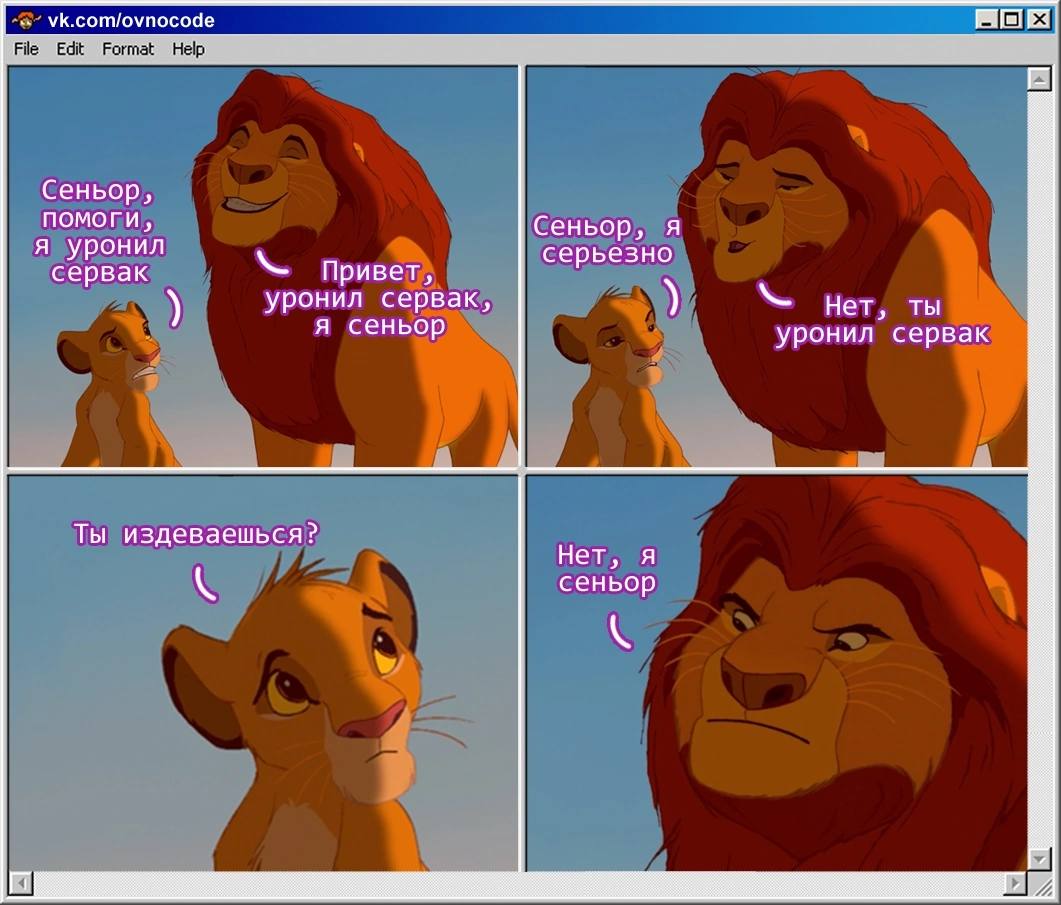 vk.com/ovnocode
File Edit Format Help
Сеньор,
помоги,
я уронил
сервак
Привет,
уронил сервак,
я сеньор
Сеньор, я
серьезно
Нет, ты
уронил сервак
Ты издеваешься?
Нет, я
сеньор